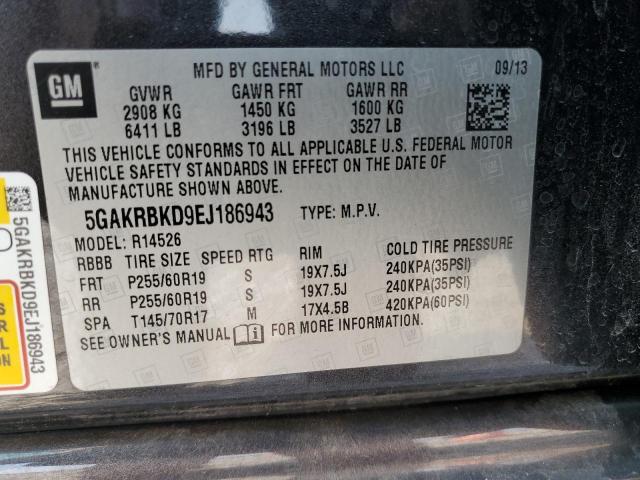 GM
MFD BY GENERAL MOTORS LLC 09/13
GVWR GAWR FRT GAWR RR
2908 KG 1450 KG 1600 KG
6411 LB 3196 LB 3527 LB
THIS VEHICLE CONFORMS TO ALL APPLICABLE U.S. FEDERAL MOTOR
VEHICLE SAFETY STANDARDS IN EFFECT ON THE DATE OF
MANUFACTURE SHOWN ABOVE.
5GAKRBKD9EJ186943 TYPE: M.P.V.
MODEL: R14526
RBBB TIRE SIZE SPEED RTG RIM COLD TIRE PRESSURE
FRT P255/60R19 S 19X7.5J 240KPA(35PSI)
RR P255/60R19 S 19X7.5J 240KPA(35PSI)
SPA T145/70R17 M 17X4.5B 420KPA(60PSI)
SEE OWNER'S MANUAL FOR MORE INFORMATION.
5GAKRBKD9EJ186943